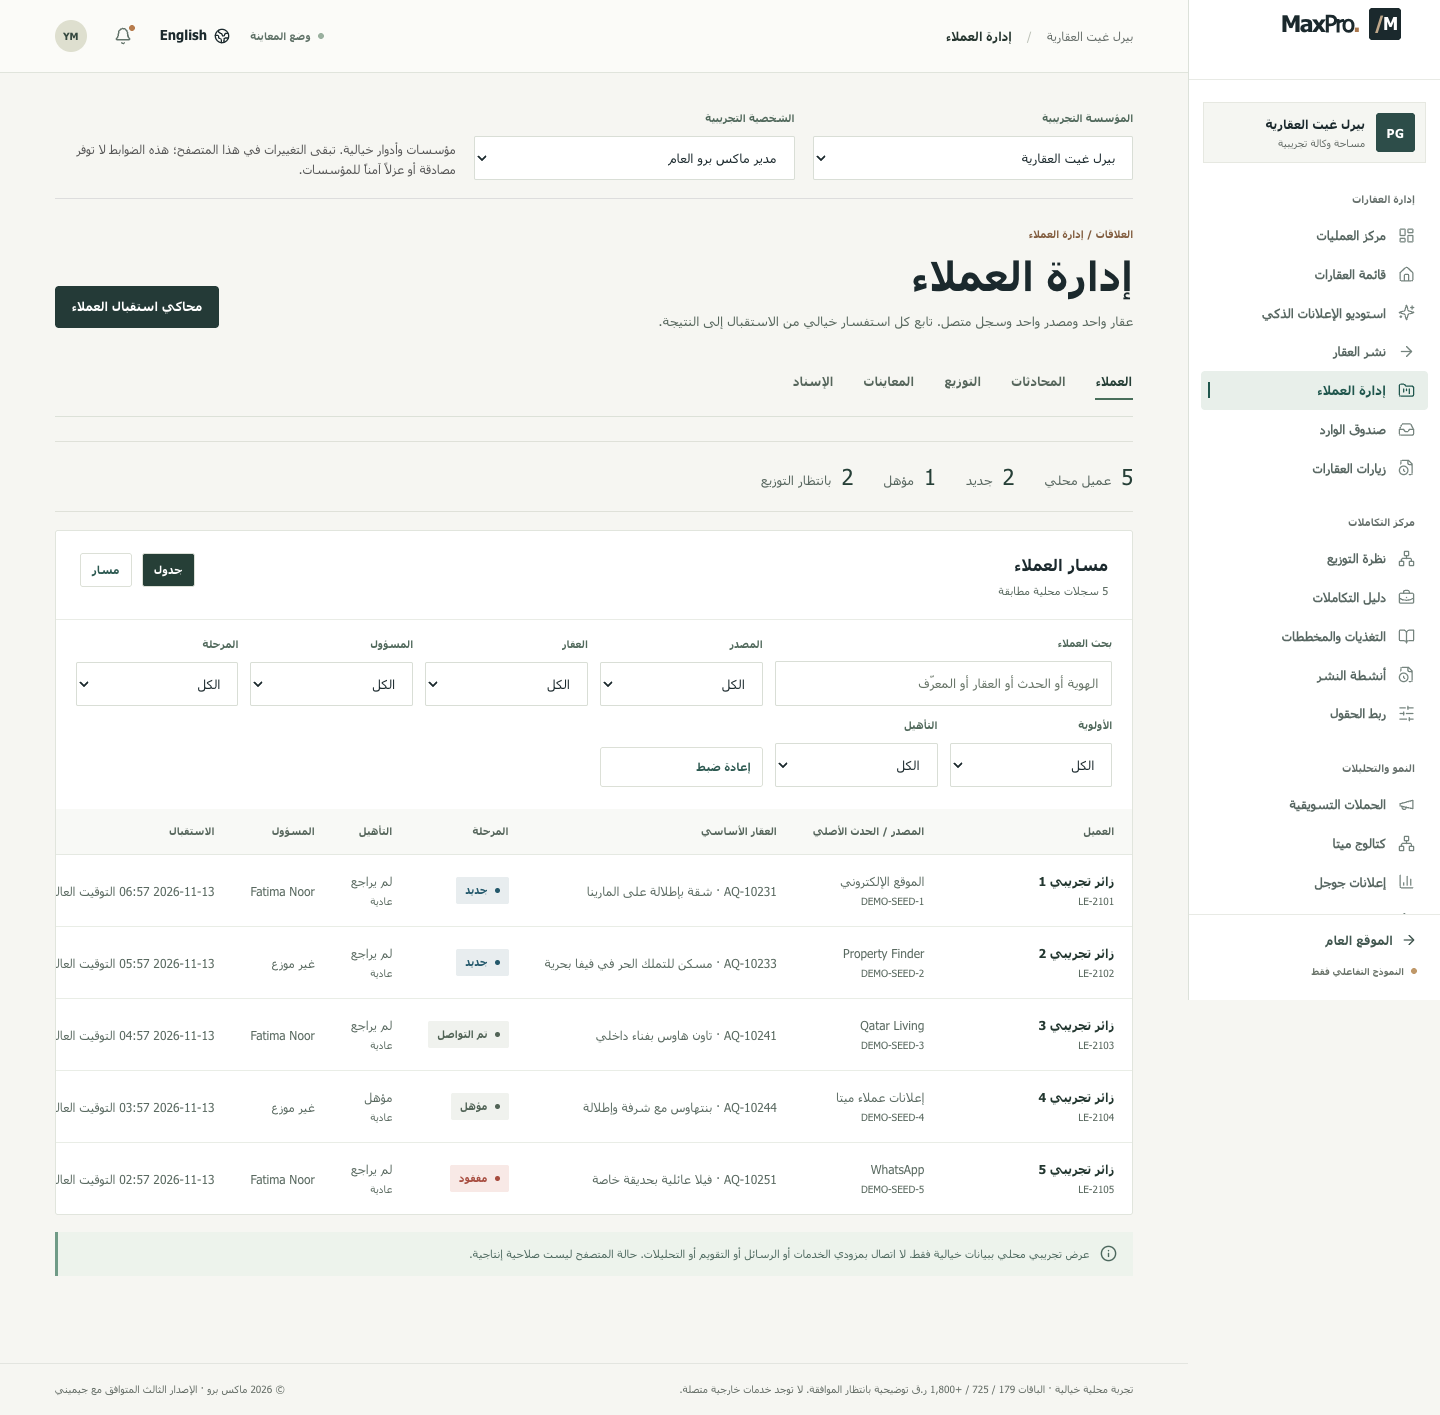 MaxPro.
/M
PG
بيرل غيت العقارية
مساحة وكالة تجريبية
إدارة العقارات
مركز العمليات
قائمة العقارات
استوديو الإعلانات الذكي
نشر العقار
إدارة العملاء
صندوق الوارد
زيارات العقارات
مركز التكاملات
نظرة التوزيع
دليل التكاملات
التغذيات والمخططات
أنشطة النشر
ربط الحقول
النمو والتحليلات
الحملات التسويقية
كتالوج ميتا
إعلانات جوجل
الموقع العام
النموذج التفاعلي فقط
بيرل غيت العقارية / إدارة العملاء
وضع المعاينة
English
YM
المؤسسة التجريبية
بيرل غيت العقارية
الشخصية التجريبية
مدير ماكس برو العام
مؤسسات وأدوار خيالية. تبقى التغييرات في هذا المتصفح؛ هذه الضوابط لا توفر
مصادقة أو عزلاً آمناً للمؤسسات.
العلاقات / إدارة العملاء
إدارة العملاء
عقار واحد ومصدر واحد وسجل متصل. تابع كل استفسار خيالي من الاستقبال إلى النتيجة.
محاكي استقبال العملاء
العملاء المحادثات التوزيع المعاينات الإسناد
5 عميل محلي 2 جديد 1 مؤهل 2 بانتظار التوزيع
مسار العملاء
5 سجلات محلية مطابقة
جدول مسار
بحث العملاء المصدر العقار المسؤول المرحلة
الهوية أو الحدث أو العقار أو المعرّف الكل الكل الكل الكل
الأولوية التأهيل
الكل الكل إعادة ضبط
العميل المصدر / الحدث الأصلي العقار الأساسي المرحلة التأهيل المسؤول الاستقبال
زائر تجريبي 1 الموقع الإلكتروني AQ-10231 · شقة بإطلالة على المارينا جديد لم يراجع Fatima Noor 2026-11-13 06:57 التوقيت
LE-2101 DEMO-SEED-1 عادية
زائر تجريبي 2 Property Finder AQ-10233 · مسكن للتملك الحر في فيفا بحرية جديد لم يراجع غير موزع 2026-11-13 05:57 التوقيت
LE-2102 DEMO-SEED-2 عادية
زائر تجريبي 3 Qatar Living AQ-10241 · تاون هاوس بفناء داخلي تم التواصل لم يراجع Fatima Noor 2026-11-13 04:57 التوقيت
LE-2103 DEMO-SEED-3 عادية
زائر تجريبي 4 إعلانات عملاء ميتا AQ-10244 · بنتهاوس مع شرفة وإطلالة مؤهل مؤهل غير موزع 2026-11-13 03:57 التوقيت
LE-2104 DEMO-SEED-4 عادية
زائر تجريبي 5 WhatsApp AQ-10251 · فيلا عائلية بحديقة خاصة مفقود لم يراجع Fatima Noor 2026-11-13 02:57 التوقيت
LE-2105 DEMO-SEED-5 عادية
عرض تجريبي محلي ببيانات خيالية فقط. لا اتصال بمزودي الخدمات أو الرسائل أو التقويم أو التحليلات. حالة المتصفح ليست صلاحية إنتاجية.
تجربة محلية خيالية · الباقات 179 / 725 / +1,800 ر.ق توضيحية بانتظار الموافقة. لا توجد خدمات خارجية متصلة.
© 2026 ماكس برو · الإصدار الثالث المتوافق مع جيميني